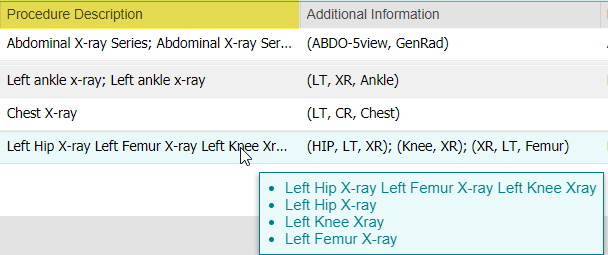 Procedure Description Additional Information
Abdominal X-ray Series; Abdominal X-ray Ser... (ABDO-5view, GenRad)
Left ankle x-ray; Left ankle x-ray (LT, XR, Ankle)
Chest X-ray (LT, CR, Chest)
Left Hip X-ray Left Femur X-ray Left Knee Xr... (HIP, LT, XR); (Knee, XR); (XR, LT, Femur)
• Left Hip X-ray Left Femur X-ray Left Knee Xray
• Left Hip X-ray
• Left Knee Xray
• Left Femur X-ray